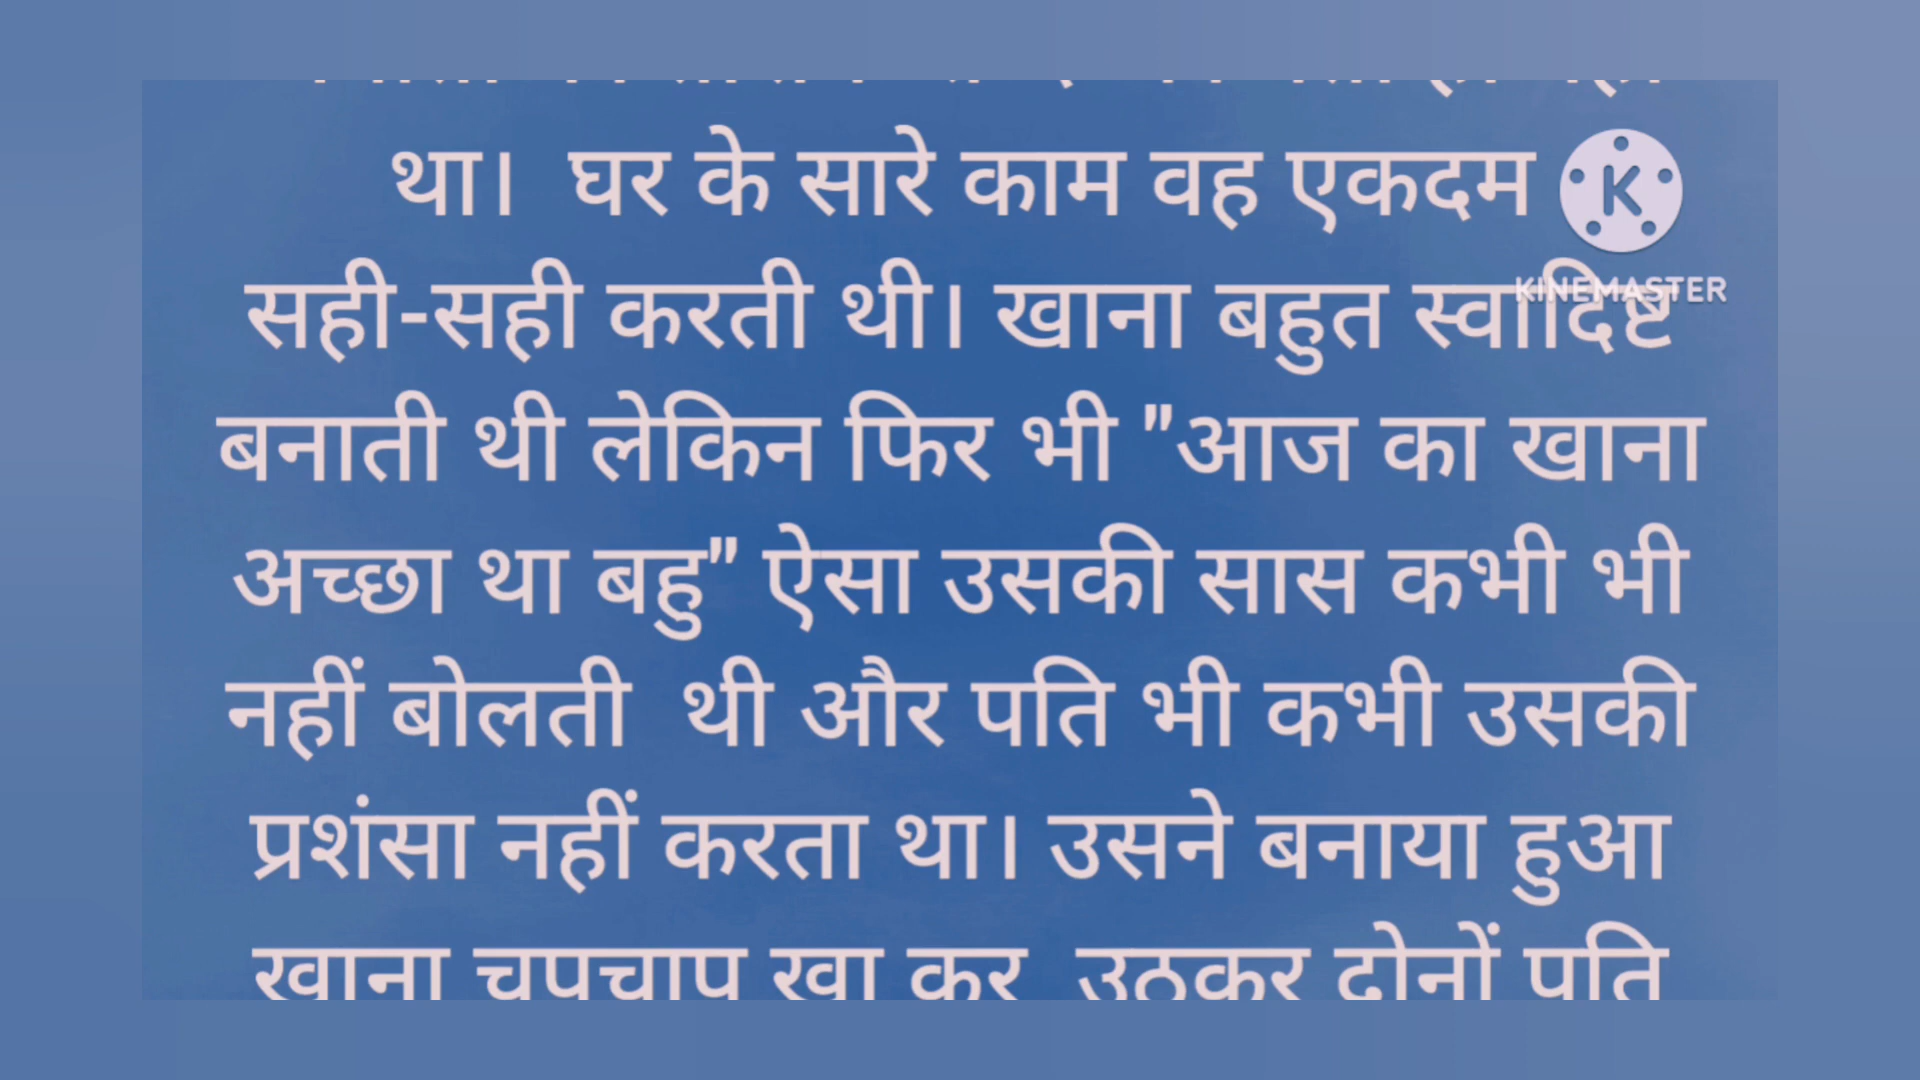 था।  घर के सारे काम वह एकदम
K
KINEMASTER
सही-सही करती थी। खाना बहुत स्वादिष्ट
बनाती थी लेकिन फिर भी "आज का खाना
अच्छा था बहु" ऐसा उसकी सास कभी भी
नहीं बोलती  थी और पति भी कभी उसकी
प्रशंसा नहीं करता था। उसने बनाया हुआ
खाना चुपचाप खा कर  उठकर दोनों पति